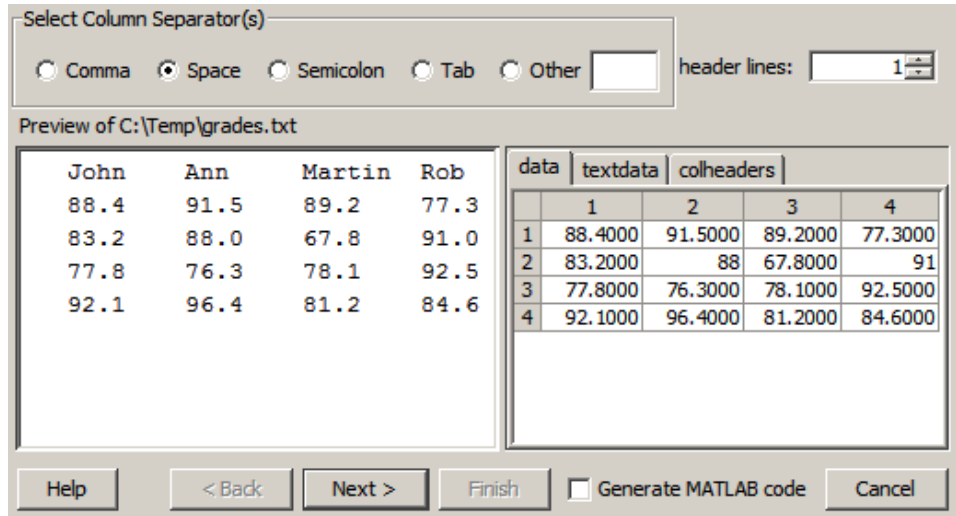 Select Column Separator(s)
Comma Space Semicolon Tab Other header lines: 1
Preview of C:\Temp\grades.txt
John Ann Martin Rob
88.4 91.5 89.2 77.3
83.2 88.0 67.8 91.0
77.8 76.3 78.1 92.5
92.1 96.4 81.2 84.6
data textdata colheaders
1 2 3 4
1 88.4000 91.5000 89.2000 77.3000
2 83.2000 88 67.8000 91
3 77.8000 76.3000 78.1000 92.5000
4 92.1000 96.4000 81.2000 84.6000
Help < Back Next > Finish Generate MATLAB code Cancel